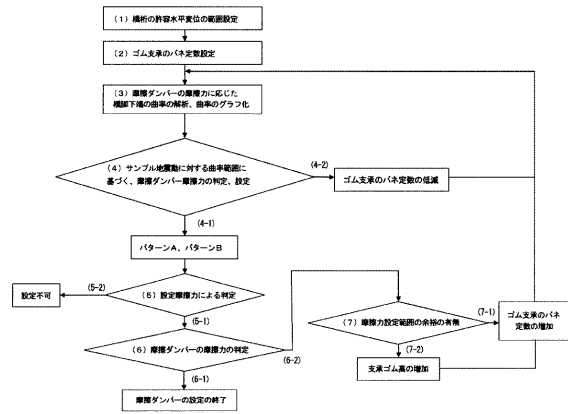 （1）橋桁の許容水平変位の範囲設定
（2）ゴム支承のバネ定数設定
（3）摩擦ダンパーの摩擦力に応じた
橋脚下端の曲率の解析、曲率のグラフ化
（4）サンプル地震動に対する曲率範囲に
基づく、摩擦ダンパー摩擦力の判定、設定
(4-2)
ゴム支承のバネ定数の低減
(4-1)
パターンA、パターンB
(5-2)
設定不可
（5）設定摩擦力による判定
(5-1)
（6）摩擦ダンパーの摩擦力の判定
(6-2)
(6-1)
摩擦ダンパーの設定の終了
（7）摩擦力設定範囲の余裕の有無
(7-1)
ゴム支承のバネ
定数の増加
(7-2)
支承ゴム高の増加